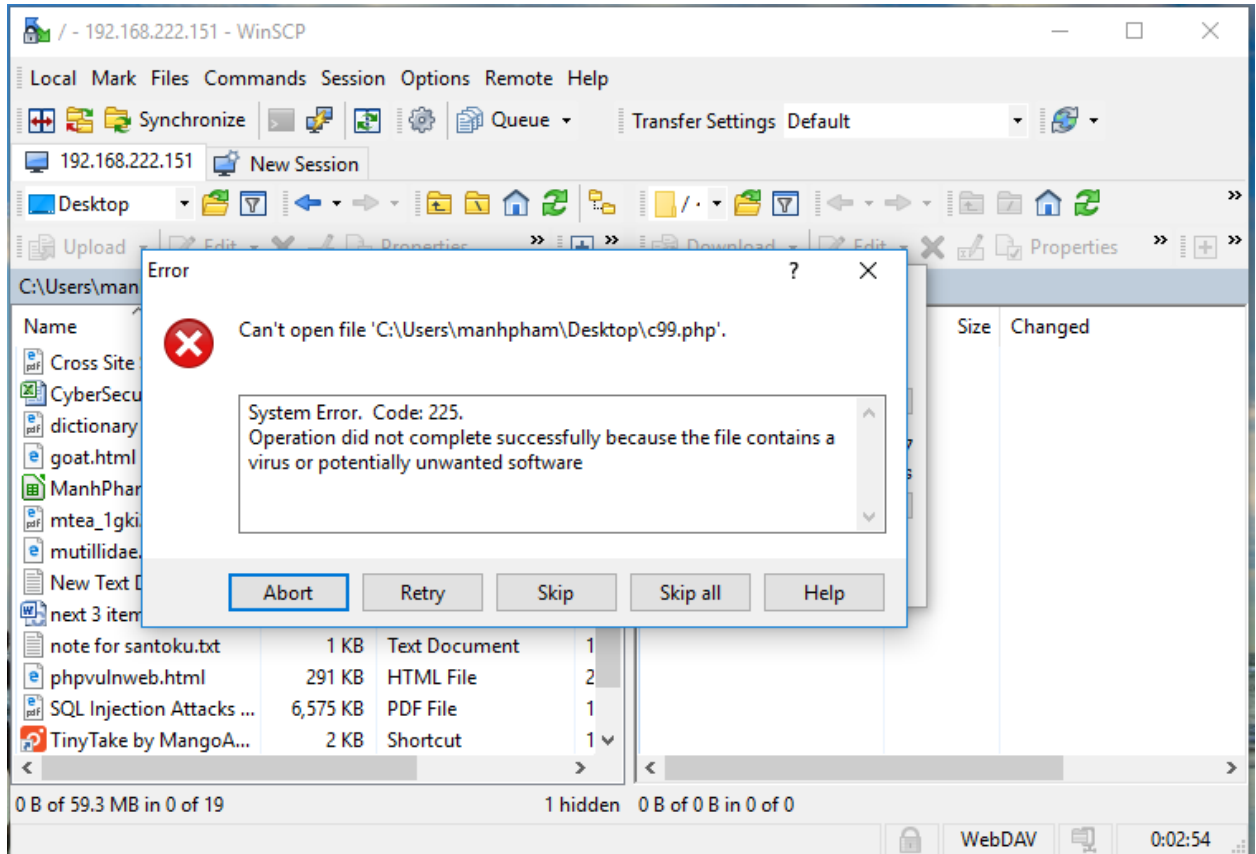 / - 192.168.222.151 - WinSCP
Local Mark Files Commands Session Options Remote Help
Synchronize Queue Transfer Settings Default
192.168.222.151 New Session
Desktop /
Upload Edit Properties » » Download Edit Properties » »
C:\Users\man
Error ?
Can't open file 'C:\Users\manhpham\Desktop\c99.php'.
System Error. Code: 225.
Operation did not complete successfully because the file contains a
virus or potentially unwanted software
Abort Retry Skip Skip all Help
Name Size Changed
Cross Site
CyberSecu
dictionary
goat.html
ManhPhar
mtea_1gki
mutillidae.
New Text
next 3 item
note for santoku.txt 1 KB Text Document 1
phpvulnweb.html 291 KB HTML File 2
SQL Injection Attacks ... 6,575 KB PDF File 1
TinyTake by MangoA... 2 KB Shortcut 1
0 B of 59.3 MB in 0 of 19 1 hidden 0 B of 0 B in 0 of 0
WebDAV 0:02:54